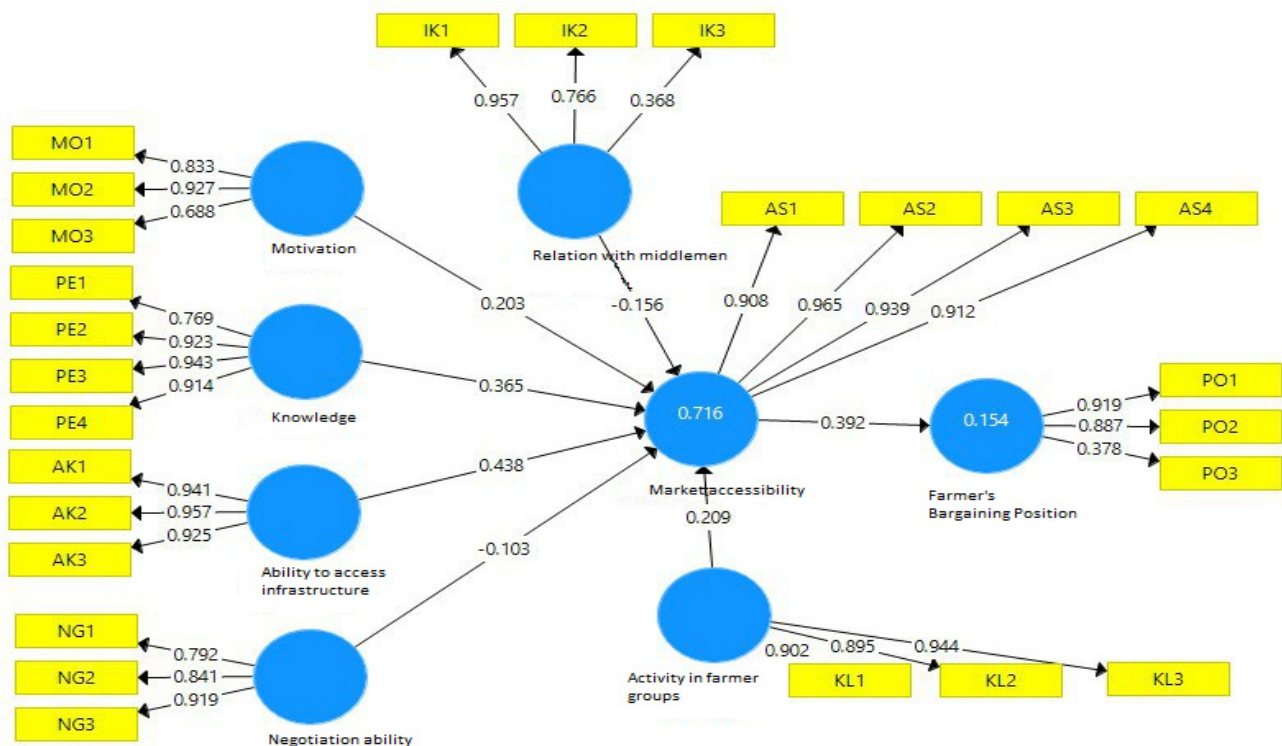 IK1 IK2 IK3
0.957 0.766 0.368
MO1
MO2
MO3
0.833
0.927
0.688
Motivation
Relation with middlemen
AS1 AS2 AS3 AS4
0.908 0.965 0.939 0.912
0.203
-0.156
PE1
PE2
PE3
PE4
0.769
0.923
0.943
0.914
Knowledge
0.365
0.716
Market accessibility
0.392
0.154
Farmer's
Bargaining Position
0.919
0.887
0.378
PO1
PO2
PO3
AK1
AK2
AK3
0.941
0.957
0.925
Ability to access
infrastructure
0.438
0.209
-0.103
NG1
NG2
NG3
0.792
0.841
0.919
Negotiation ability
Activity in farmer
groups
0.902 0.895 0.944
KL1 KL2 KL3